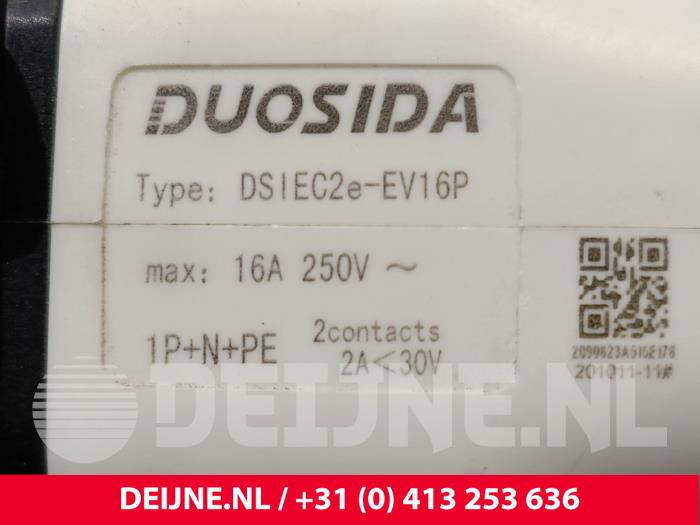 DUOSIDA
Type: DSIEC2e-EV16P
max: 16A 250V ~
1P+N+PE
2contacts
2A<30V
2090623A515E176
201011-11#
DEIJNE.NL
DEIJNE.NL / +31 (0) 413 253 636